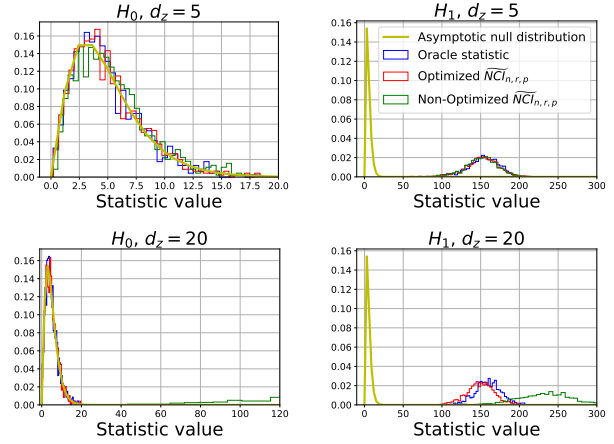 H₀, d_z = 5
0.16
0.14
0.12
0.10
0.08
0.06
0.04
0.02
0.00
0.0 2.5 5.0 7.5 10.0 12.5 15.0 17.5 20.0
Statistic value
H₁, d_z = 5
0.16
0.14
0.12
0.10
0.08
0.06
0.04
0.02
0.00
Asymptotic null distribution
Oracle statistic
Optimized ÑCI_{n,r,p}
Non-Optimized ÑCI_{n,r,p}
0 50 100 150 200 250 300
Statistic value
H₀, d_z = 20
0.16
0.14
0.12
0.10
0.08
0.06
0.04
0.02
0.00
0 20 40 60 80 100 120
Statistic value
H₁, d_z = 20
0.16
0.14
0.12
0.10
0.08
0.06
0.04
0.02
0.00
0 50 100 150 200 250 300
Statistic value